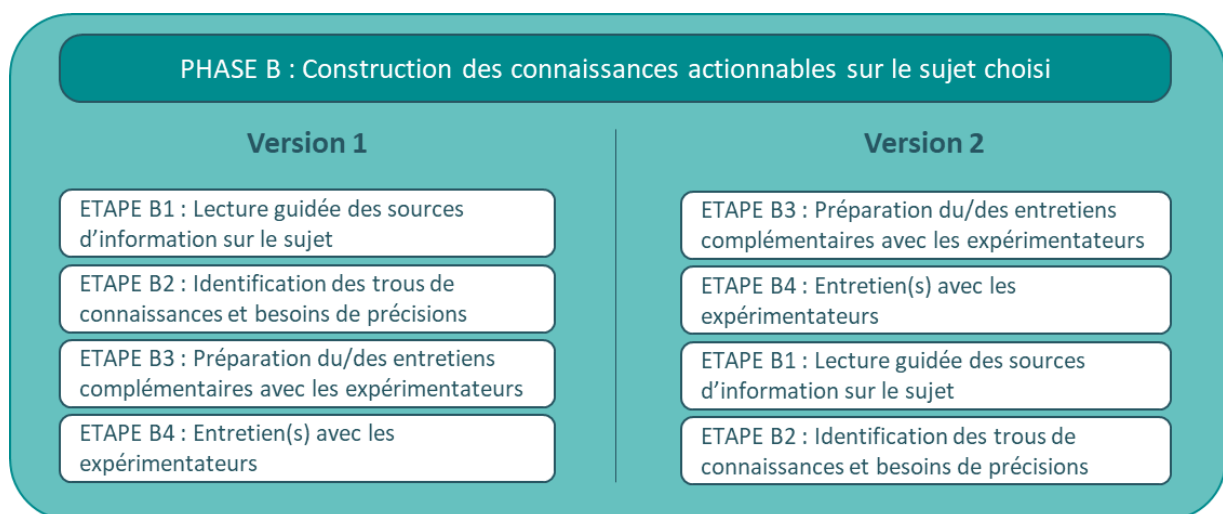 PHASE B : Construction des connaissances actionnables sur le sujet choisi
Version 1
ETAPE B1 : Lecture guidée des sources
d’information sur le sujet
ETAPE B2 : Identification des trous de
connaissances et besoins de précisions
ETAPE B3 : Préparation du/des entretiens
complémentaires avec les expérimentateurs
ETAPE B4 : Entretien(s) avec les
expérimentateurs
Version 2
ETAPE B3 : Préparation du/des entretiens
complémentaires avec les expérimentateurs
ETAPE B4 : Entretien(s) avec les
expérimentateurs
ETAPE B1 : Lecture guidée des sources
d’information sur le sujet
ETAPE B2 : Identification des trous de
connaissances et besoins de précisions